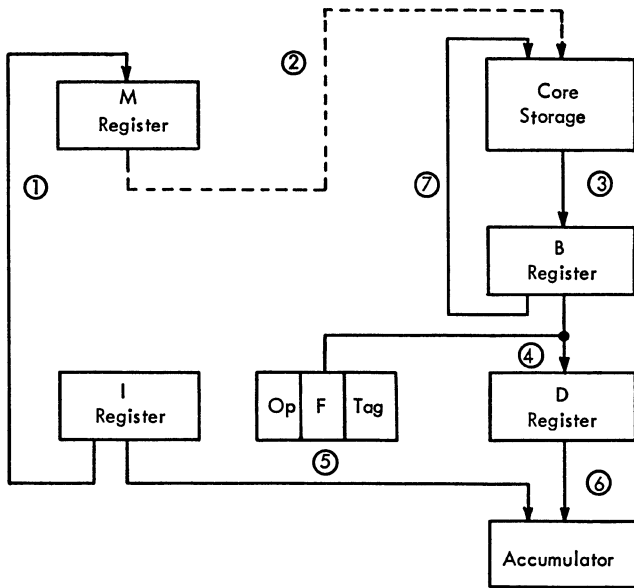 M
Register
②
Core
Storage
①
⑦
③
B
Register
④
I
Register
Op F Tag
D
Register
⑤
⑥
Accumulator